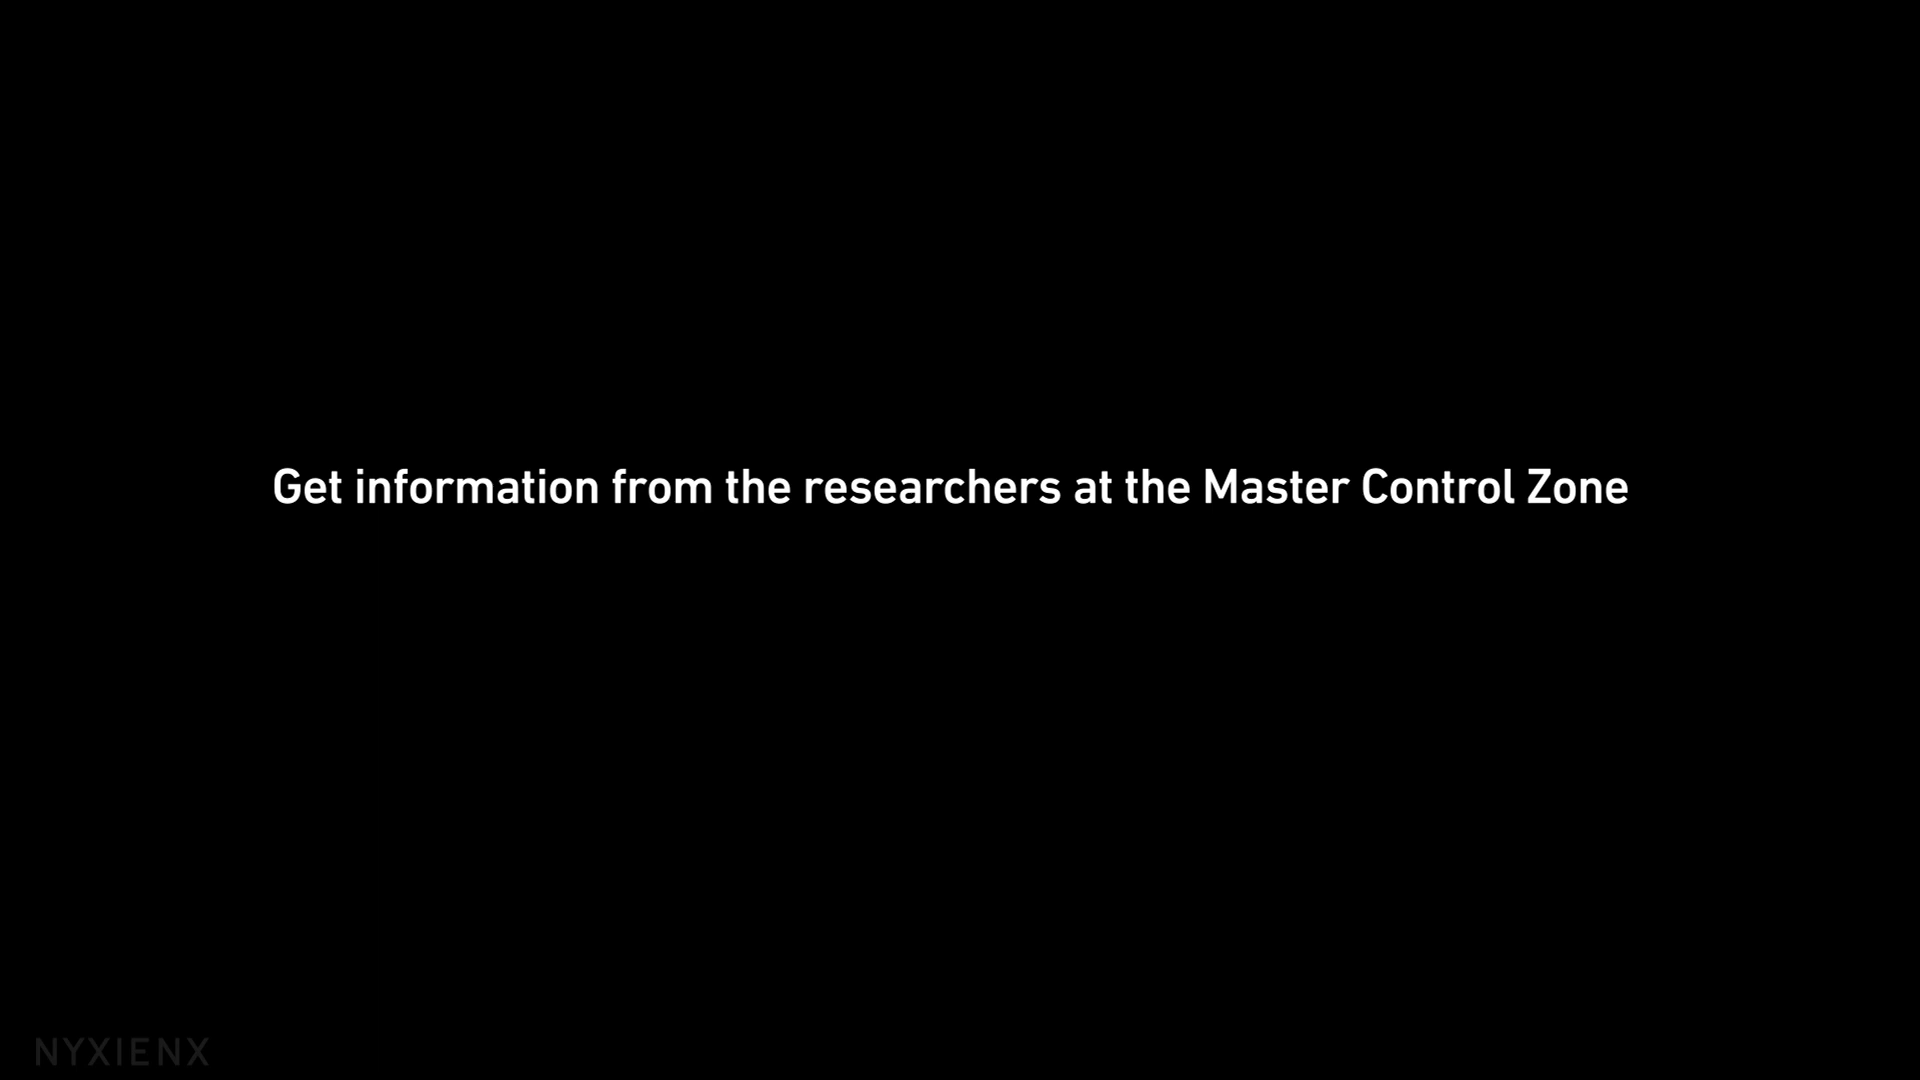 Get information from the researchers at the Master Control Zone
NYXIENX